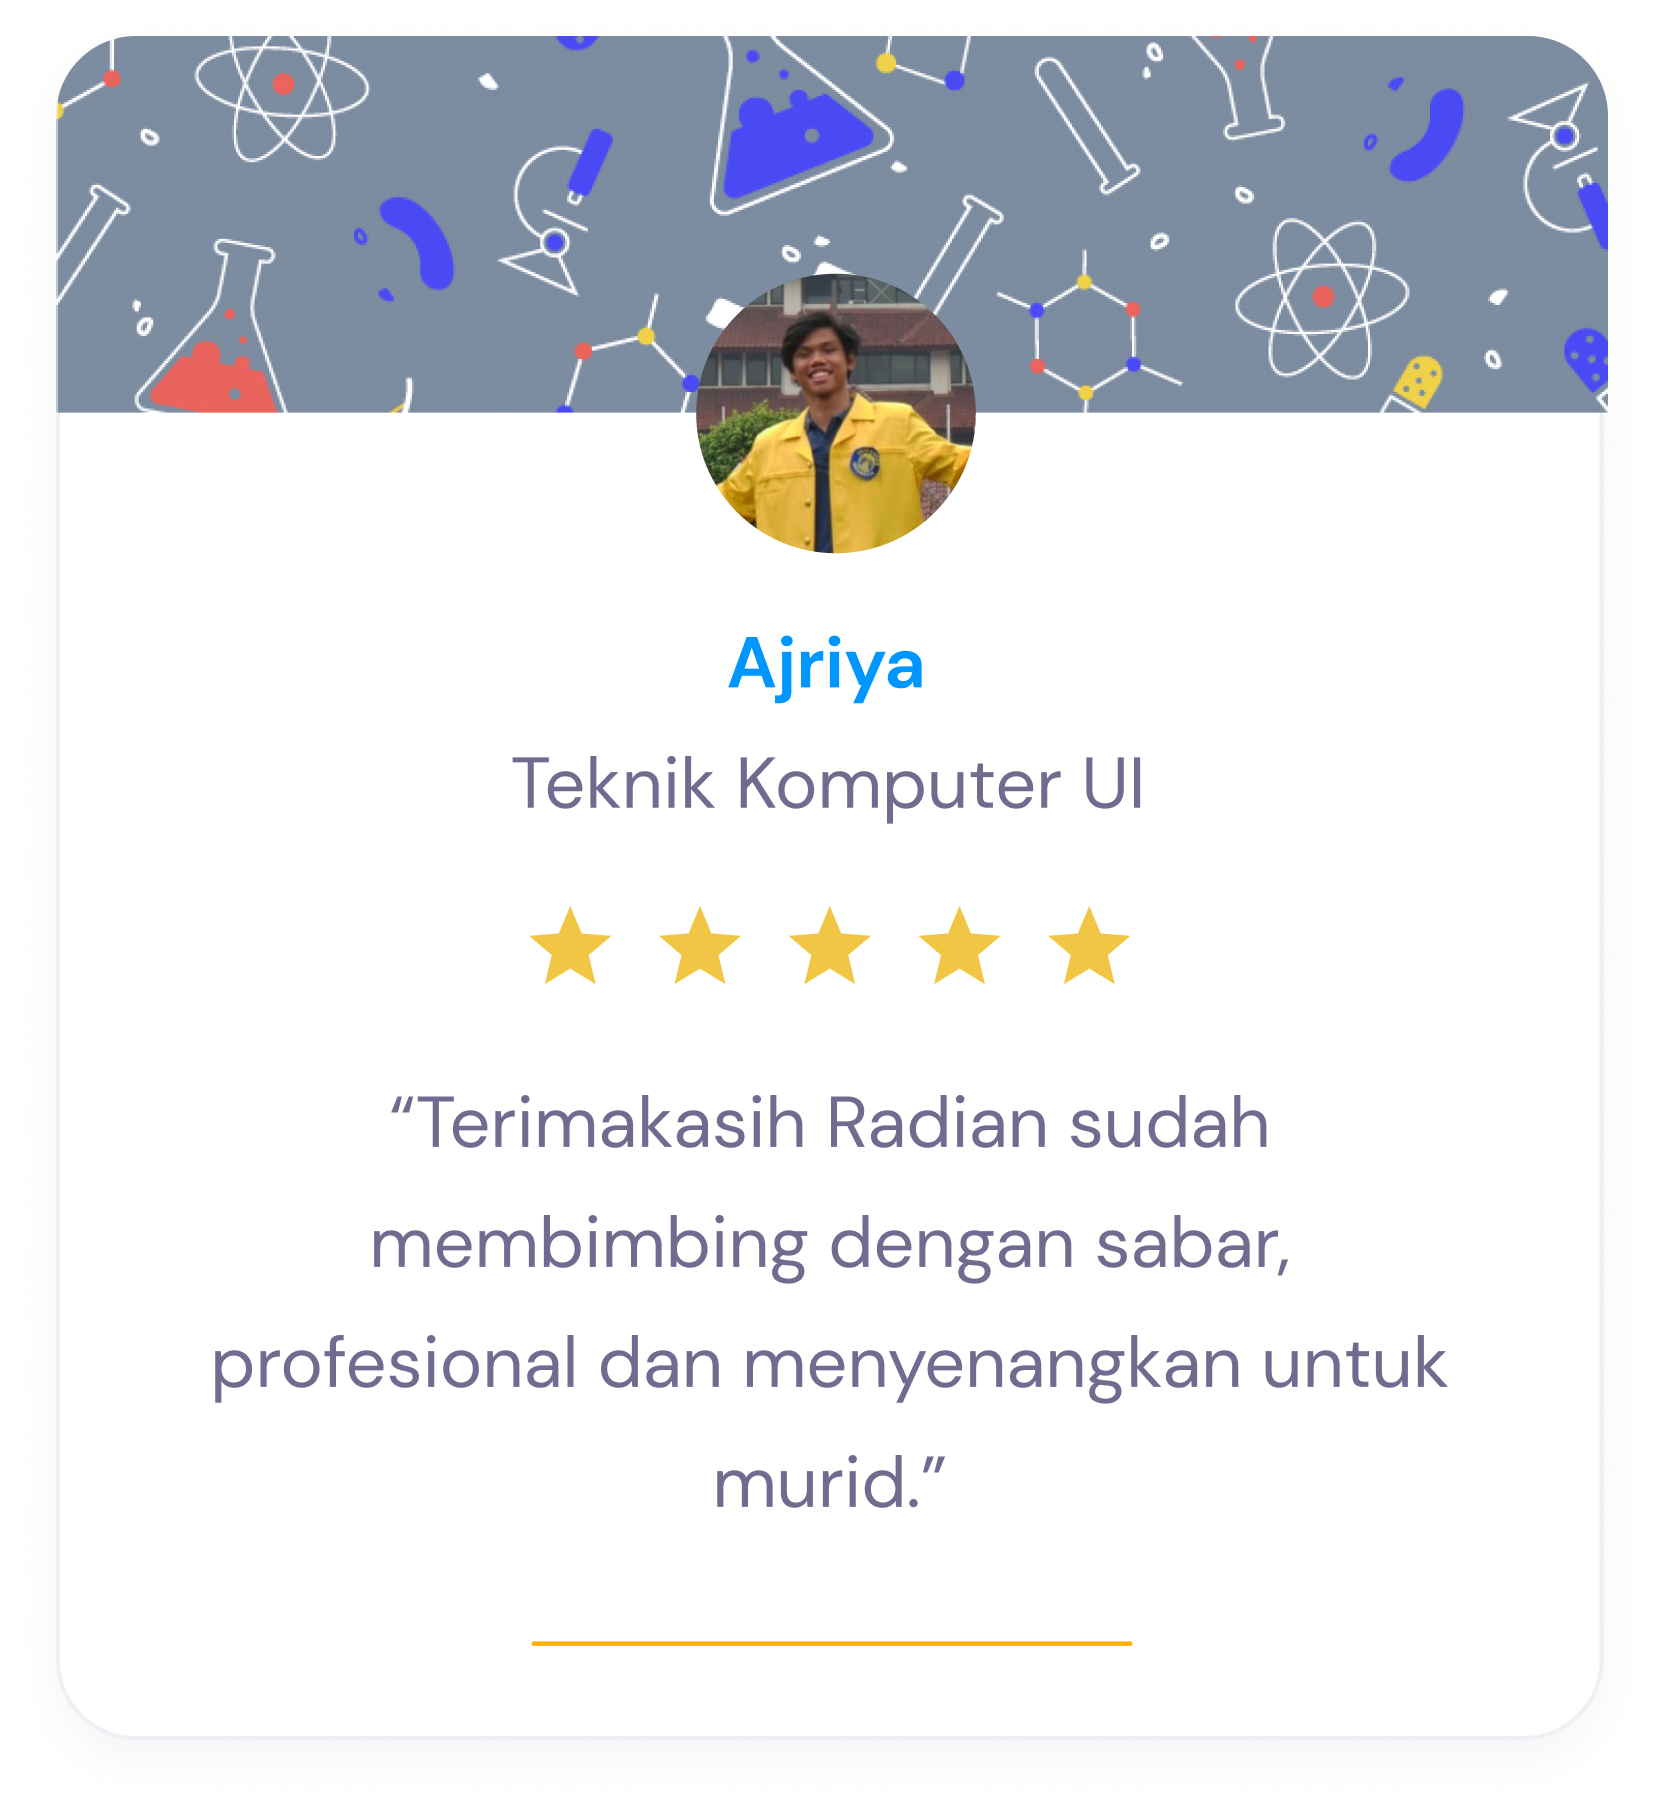 Ajriya
Teknik Komputer UI
“Terimakasih Radian sudah
membimbing dengan sabar,
profesional dan menyenangkan untuk
murid.”